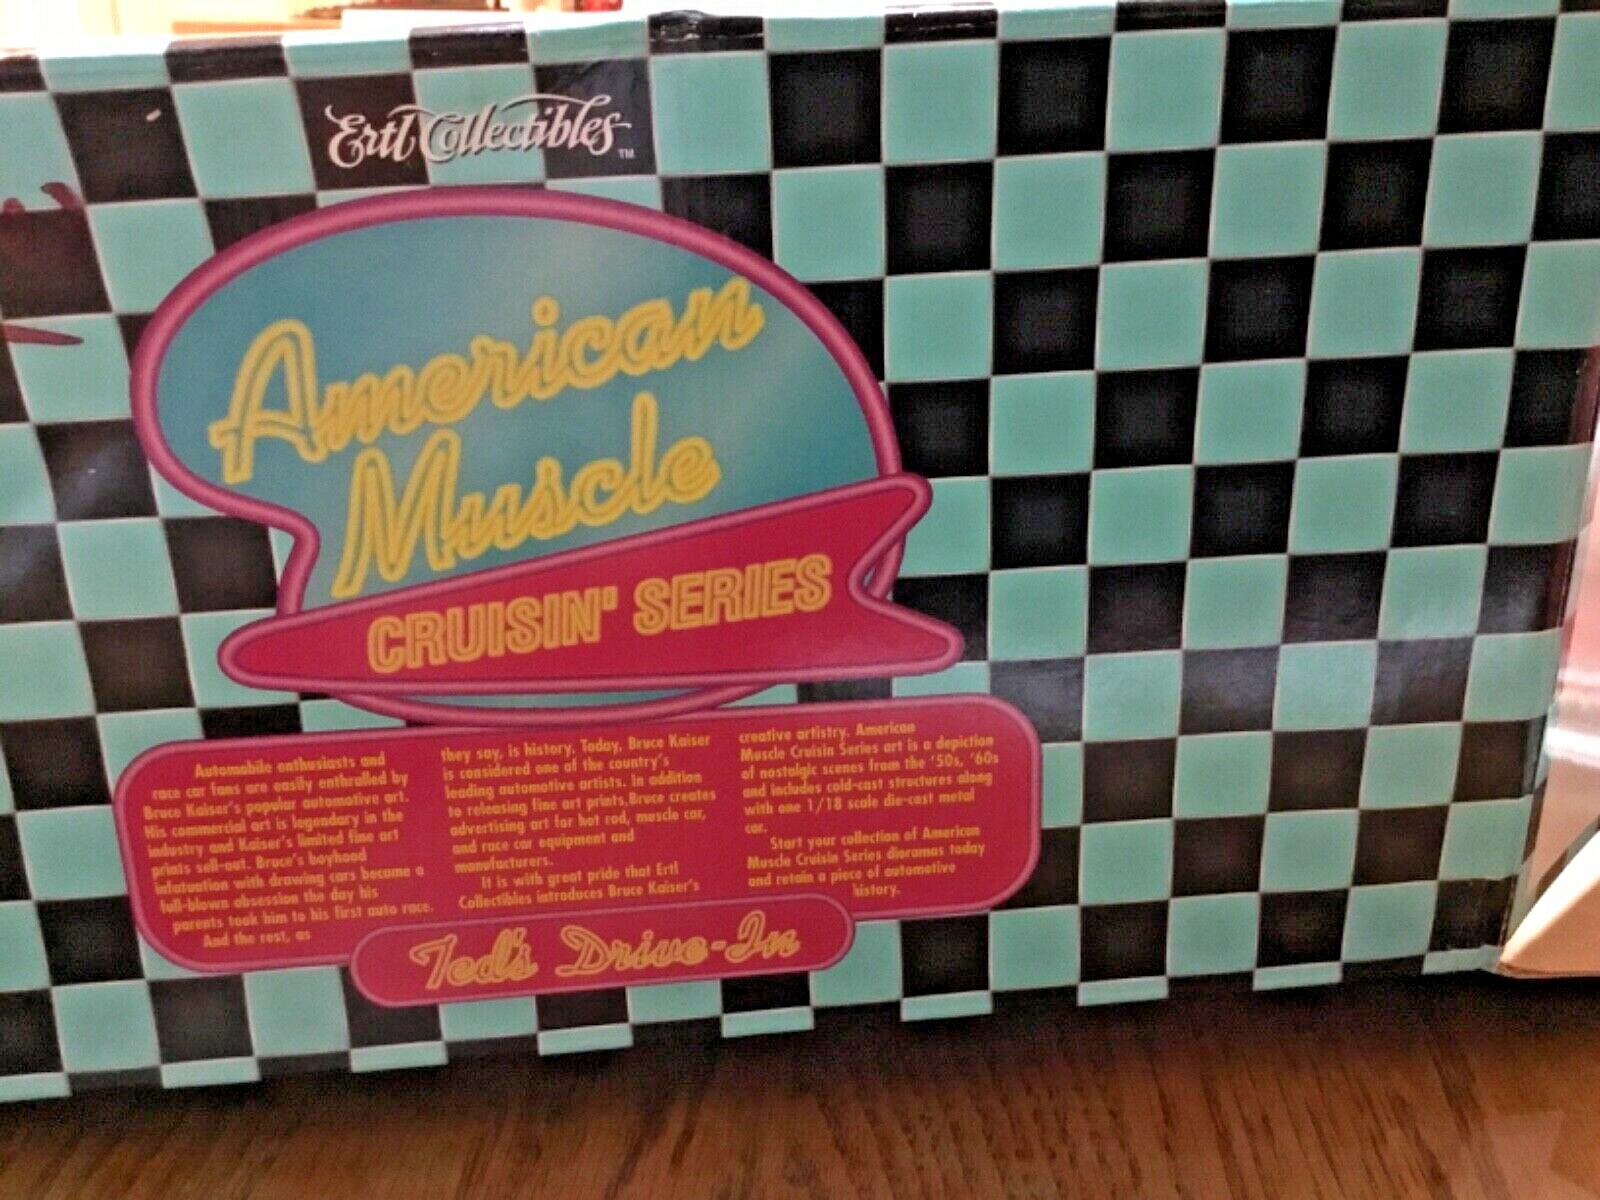 Ertl Collectibles™
American
Muscle
CRUISIN' SERIES
Automobile enthusiasts and
race car fans are easily enthralled by
Bruce Kaiser's popular automotive art.
His commercial art is legendary in the
industry and Kaiser's limited fine art
prints sell-out. Bruce's boyhood
infatuation with drawing cars became a
full-blown obsession the day his
parents took him to his first auto race.
And the rest, as
they say, is history. Today, Bruce Kaiser
is considered one of the country's
leading automotive artists. In addition
to releasing fine art prints,Bruce creates
advertising art for hot rod, muscle car,
and race car equipment and
manufacturers.
It is with great pride that Ertl
Collectibles introduces Bruce Kaiser's
creative artistry. American
Muscle Cruisin Series art is a depiction
of nostalgic scenes from the '50s, '60s
and includes cold-cast structures along
with one 1/18 scale die-cast metal
car.
Start your collection of American
Muscle Cruisin Series dioramas today
and retain a piece of automotive
history.
Ted's Drive-In